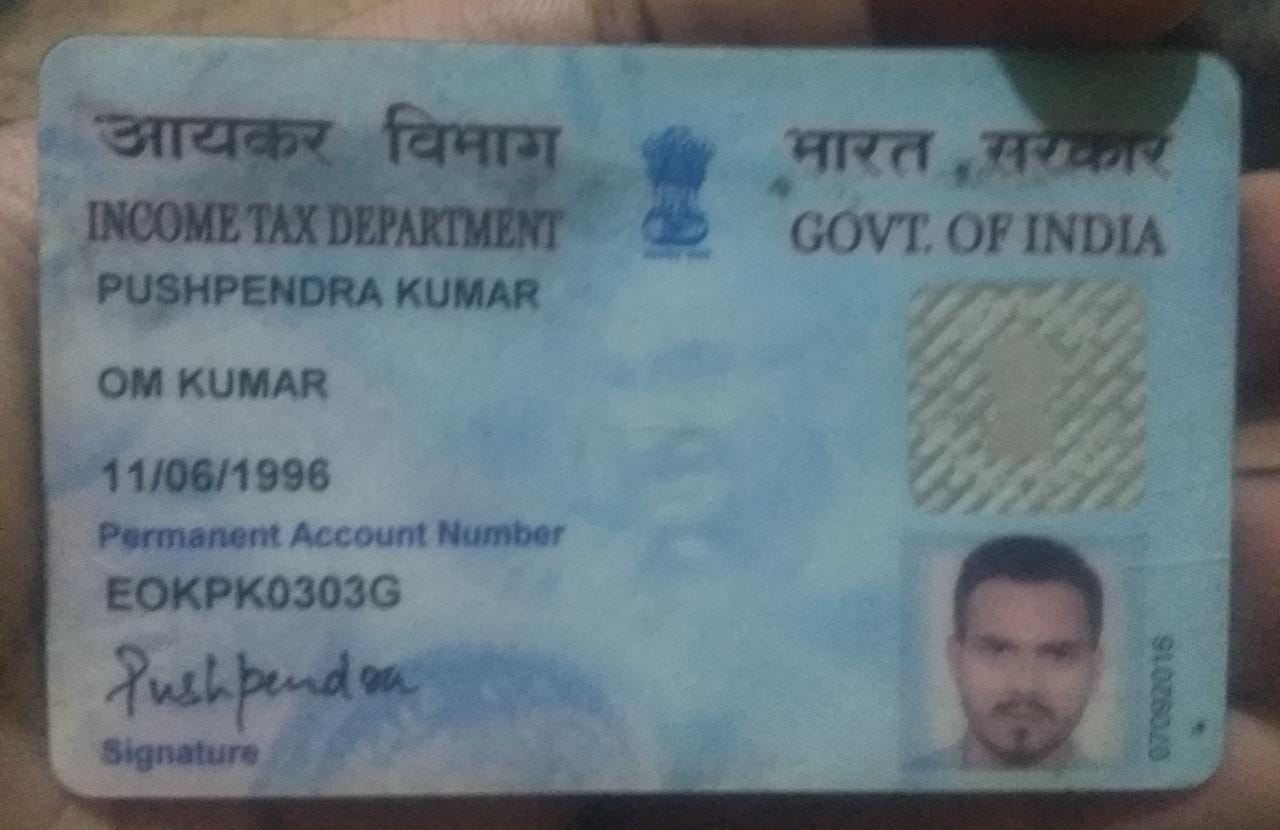 आयकर विभाग
INCOME TAX DEPARTMENT
भारत सरकार
GOVT. OF INDIA
PUSHPENDRA KUMAR
OM KUMAR
11/06/1996
Permanent Account Number
EOKPK0303G
Pushpendra
Signature
07092016